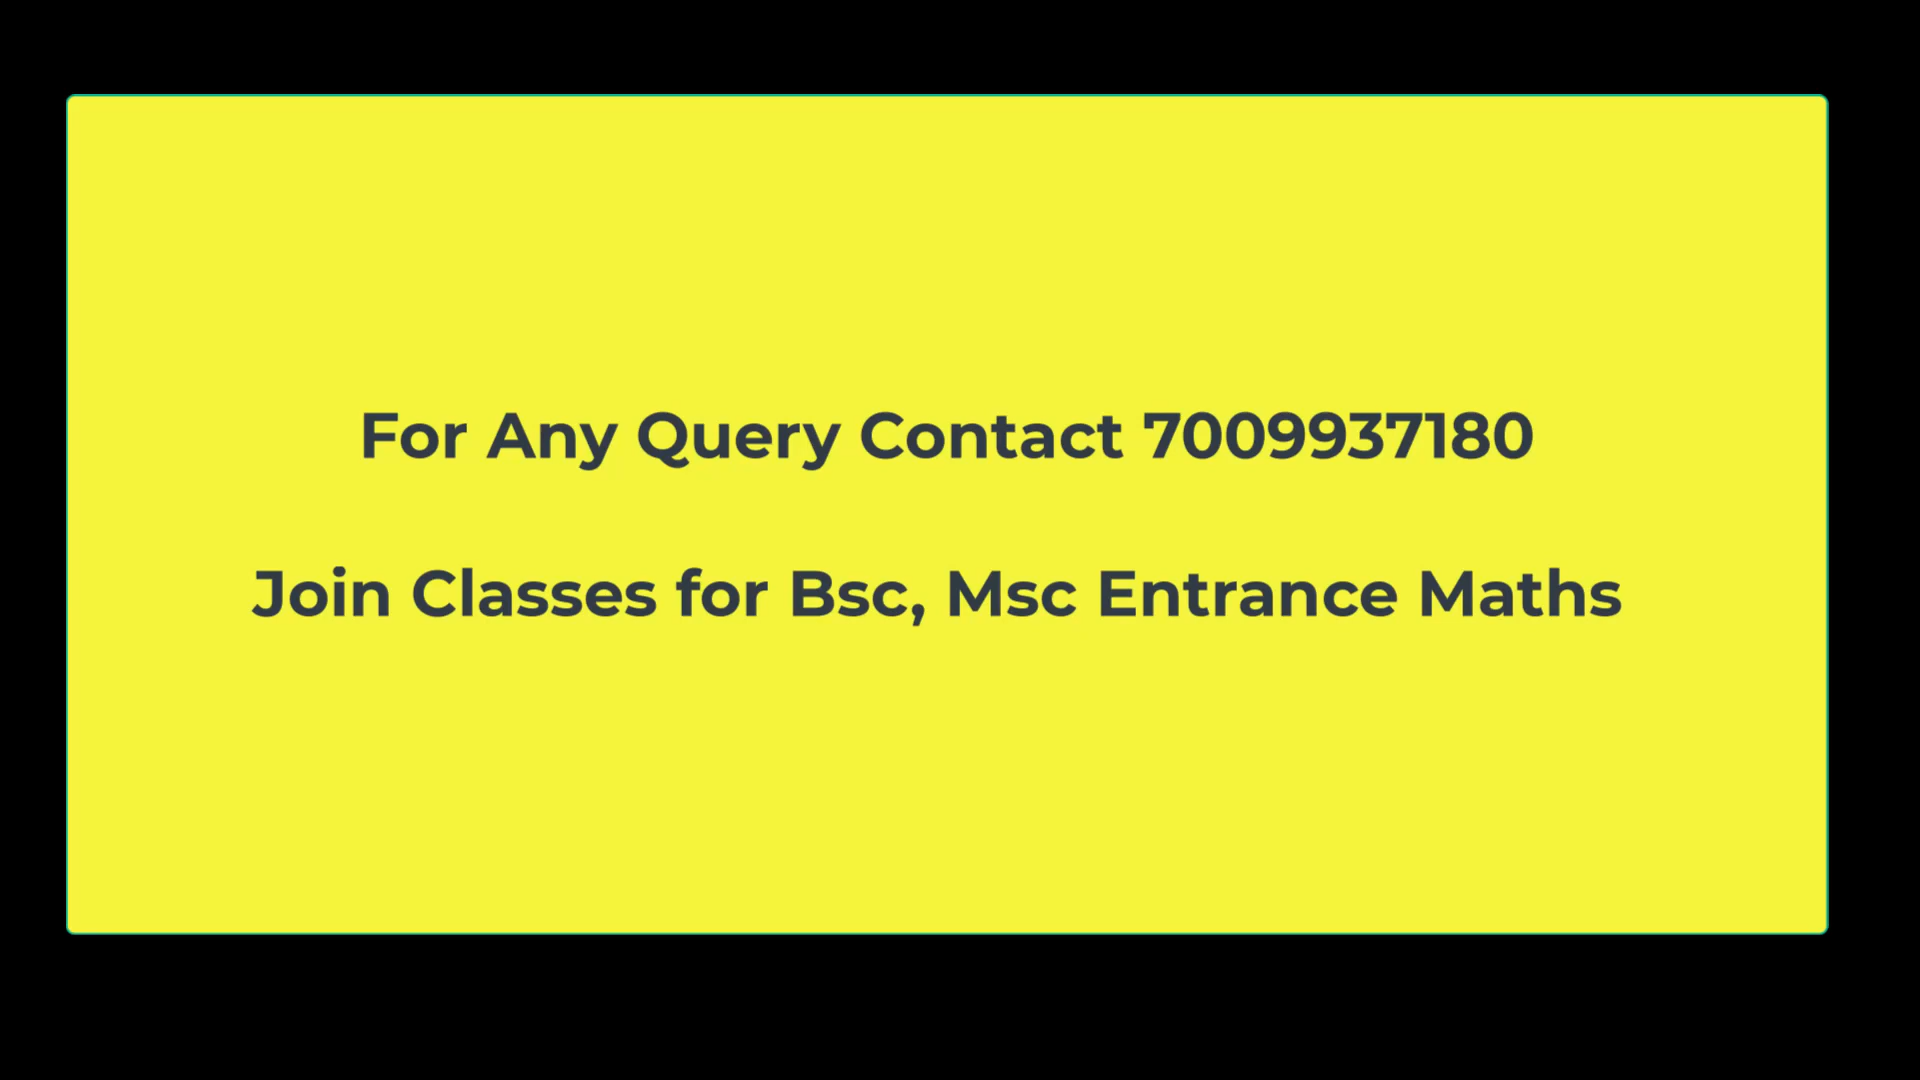 For Any Query Contact 7009937180
Join Classes for Bsc, Msc Entrance Maths